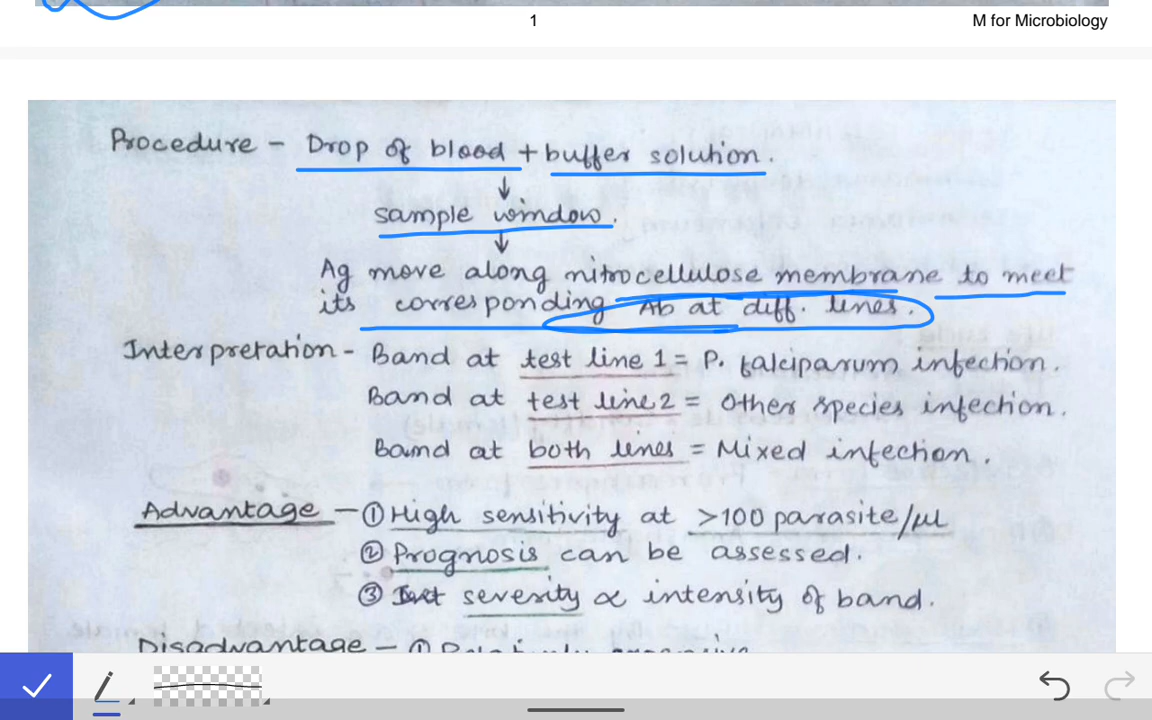 1
M for Microbiology
Procedure - Drop of blood + buffer solution.
↓
sample window.
↓
Ag move along nitrocellulose membrane to meet
its corresponding Ab at diff. lines.
Interpretation - Band at test line 1 = P. falciparum infection.
Band at test line 2 = Other species infection.
Band at both lines = Mixed infection.
Advantage - ① High sensitivity at >100 parasite/μL
② Prognosis can be assessed.
③ severity ∝ intensity of band.
Disadvantage - ①